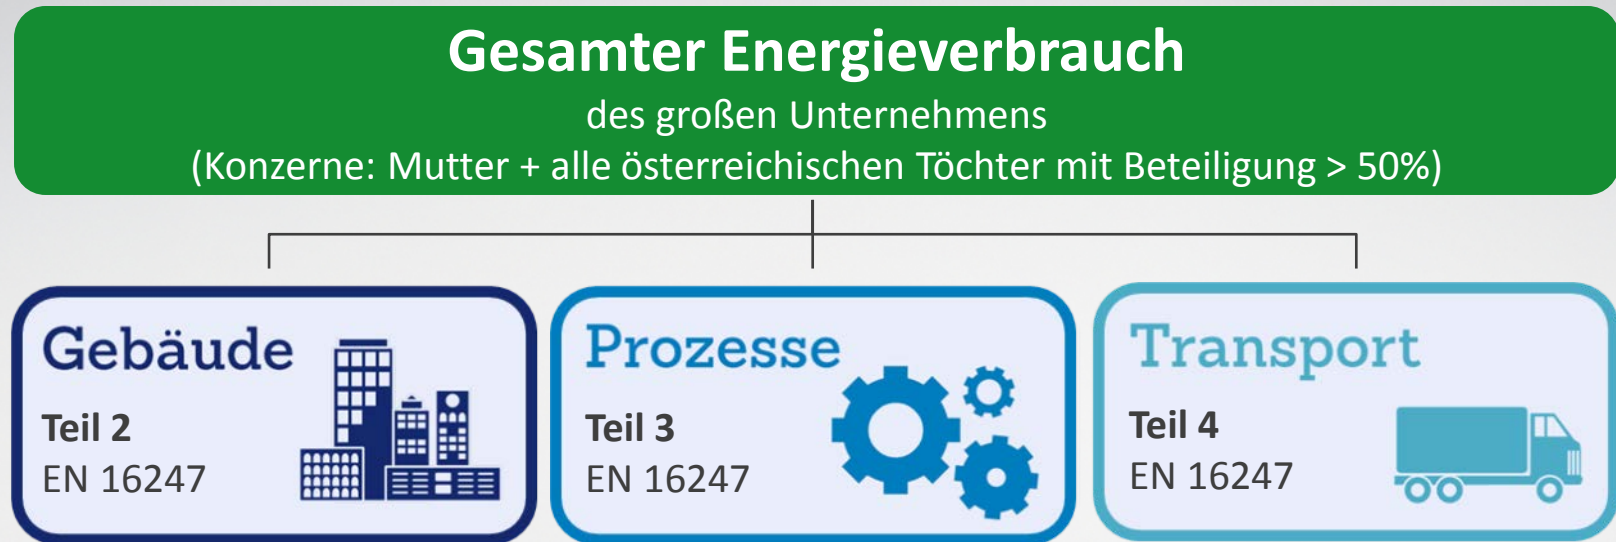 Gesamter Energieverbrauch
des großen Unternehmens
(Konzerne: Mutter + alle österreichischen Töchter mit Beteiligung > 50%)
Gebäude
Teil 2
EN 16247
Prozesse
Teil 3
EN 16247
Transport
Teil 4
EN 16247